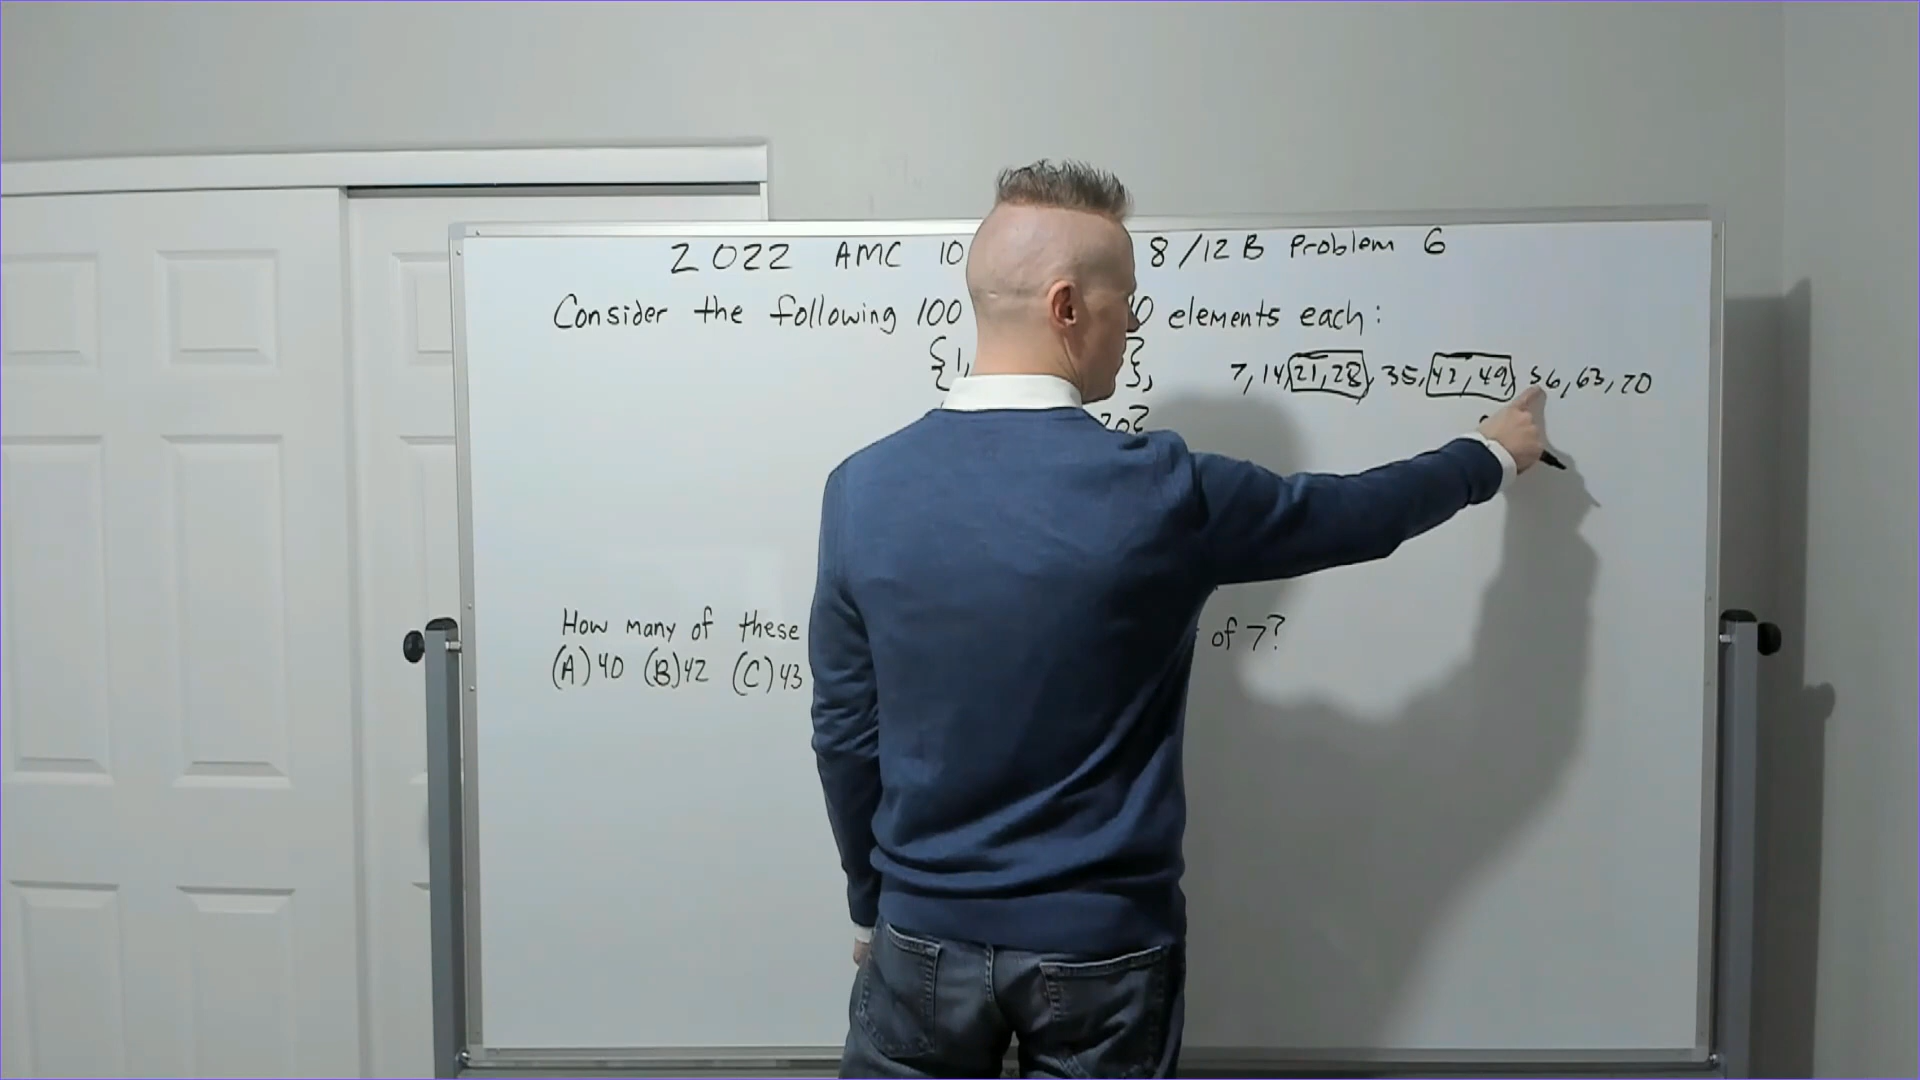 2022 AMC 10 8/12B Problem 6
Consider the following 100 elements each:
{1, },
7, 14, 21, 28, 35, 42, 49, 56, 63, 70
20}
How many of these of 7?
(A) 40 (B) 42 (C) 43